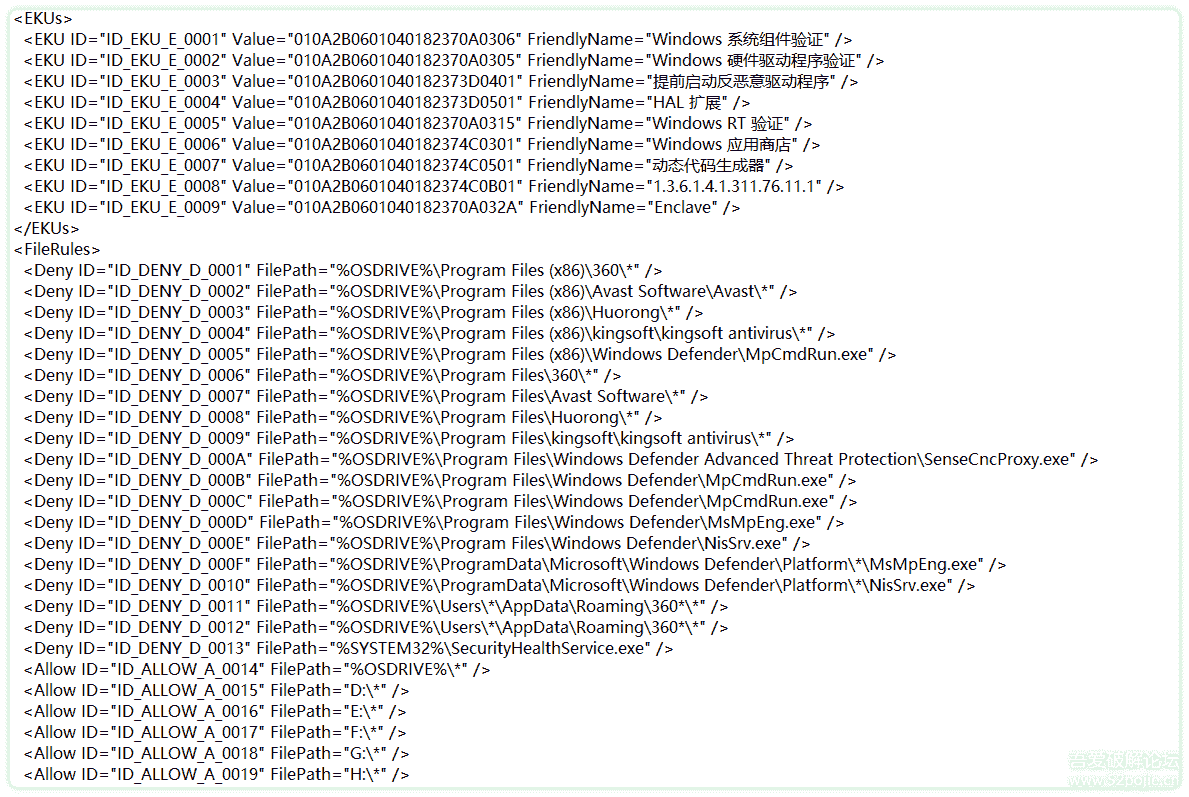 <EKUs>
<EKU ID="ID_EKU_E_0001" Value="010A2B0601040182370A0306" FriendlyName="Windows 系统组件验证" />
<EKU ID="ID_EKU_E_0002" Value="010A2B0601040182370A0305" FriendlyName="Windows 硬件驱动程序验证" />
<EKU ID="ID_EKU_E_0003" Value="010A2B0601040182373D0401" FriendlyName="提前启动反恶意驱动程序" />
<EKU ID="ID_EKU_E_0004" Value="010A2B0601040182373D0501" FriendlyName="HAL 扩展" />
<EKU ID="ID_EKU_E_0005" Value="010A2B0601040182370A0315" FriendlyName="Windows RT 验证" />
<EKU ID="ID_EKU_E_0006" Value="010A2B0601040182374C0301" FriendlyName="Windows 应用商店" />
<EKU ID="ID_EKU_E_0007" Value="010A2B0601040182374C0501" FriendlyName="动态代码生成器" />
<EKU ID="ID_EKU_E_0008" Value="010A2B0601040182374C0B01" FriendlyName="1.3.6.1.4.1.311.76.11.1" />
<EKU ID="ID_EKU_E_0009" Value="010A2B0601040182370A032A" FriendlyName="Enclave" />
</EKUs>
<FileRules>
<Deny ID="ID_DENY_D_0001" FilePath="%OSDRIVE%\Program Files (x86)\360\*" />
<Deny ID="ID_DENY_D_0002" FilePath="%OSDRIVE%\Program Files (x86)\Avast Software\Avast\*" />
<Deny ID="ID_DENY_D_0003" FilePath="%OSDRIVE%\Program Files (x86)\Huorong\*" />
<Deny ID="ID_DENY_D_0004" FilePath="%OSDRIVE%\Program Files (x86)\kingsoft\kingsoft antivirus\*" />
<Deny ID="ID_DENY_D_0005" FilePath="%OSDRIVE%\Program Files (x86)\Windows Defender\MpCmdRun.exe" />
<Deny ID="ID_DENY_D_0006" FilePath="%OSDRIVE%\Program Files\360\*" />
<Deny ID="ID_DENY_D_0007" FilePath="%OSDRIVE%\Program Files\Avast Software\*" />
<Deny ID="ID_DENY_D_0008" FilePath="%OSDRIVE%\Program Files\Huorong\*" />
<Deny ID="ID_DENY_D_0009" FilePath="%OSDRIVE%\Program Files\kingsoft\kingsoft antivirus\*" />
<Deny ID="ID_DENY_D_000A" FilePath="%OSDRIVE%\Program Files\Windows Defender Advanced Threat Protection\SenseCncProxy.exe" />
<Deny ID="ID_DENY_D_000B" FilePath="%OSDRIVE%\Program Files\Windows Defender\MpCmdRun.exe" />
<Deny ID="ID_DENY_D_000C" FilePath="%OSDRIVE%\Program Files\Windows Defender\MpCmdRun.exe" />
<Deny ID="ID_DENY_D_000D" FilePath="%OSDRIVE%\Program Files\Windows Defender\MsMpEng.exe" />
<Deny ID="ID_DENY_D_000E" FilePath="%OSDRIVE%\Program Files\Windows Defender\NisSrv.exe" />
<Deny ID="ID_DENY_D_000F" FilePath="%OSDRIVE%\ProgramData\Microsoft\Windows Defender\Platform\*\MsMpEng.exe" />
<Deny ID="ID_DENY_D_0010" FilePath="%OSDRIVE%\ProgramData\Microsoft\Windows Defender\Platform\*\NisSrv.exe" />
<Deny ID="ID_DENY_D_0011" FilePath="%OSDRIVE%\Users\*\AppData\Roaming\360*\*" />
<Deny ID="ID_DENY_D_0012" FilePath="%OSDRIVE%\Users\*\AppData\Roaming\360*\*" />
<Deny ID="ID_DENY_D_0013" FilePath="%SYSTEM32%\SecurityHealthService.exe" />
<Allow ID="ID_ALLOW_A_0014" FilePath="%OSDRIVE%\*" />
<Allow ID="ID_ALLOW_A_0015" FilePath="D:\*" />
<Allow ID="ID_ALLOW_A_0016" FilePath="E:\*" />
<Allow ID="ID_ALLOW_A_0017" FilePath="F:\*" />
<Allow ID="ID_ALLOW_A_0018" FilePath="G:\*" />
<Allow ID="ID_ALLOW_A_0019" FilePath="H:\*" />
吾爱破解论坛
www.52pojie.cn